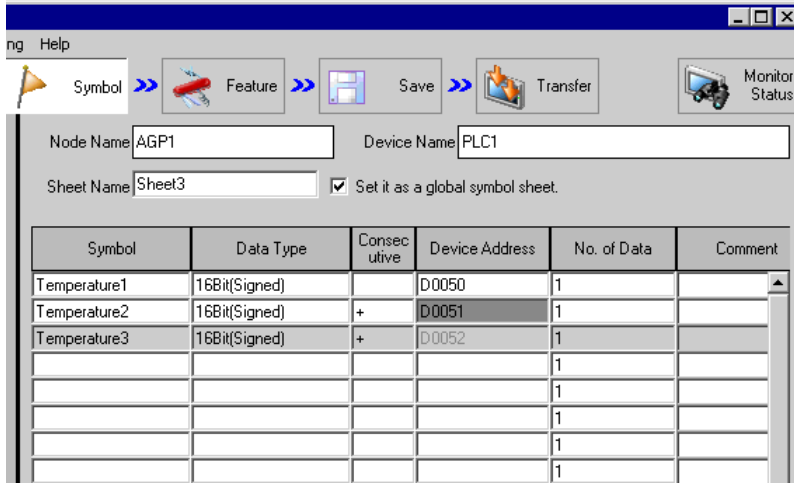 ng Help
Symbol Feature Save Transfer Monitor Status
Node Name AGP1 Device Name PLC1
Sheet Name Sheet3 Set it as a global symbol sheet.
Symbol Data Type Consecutive Device Address No. of Data Comment
Temperature1 16Bit(Signed) D0050 1
Temperature2 16Bit(Signed) + D0051 1
Temperature3 16Bit(Signed) + D0052 1
1
1
1
1
1